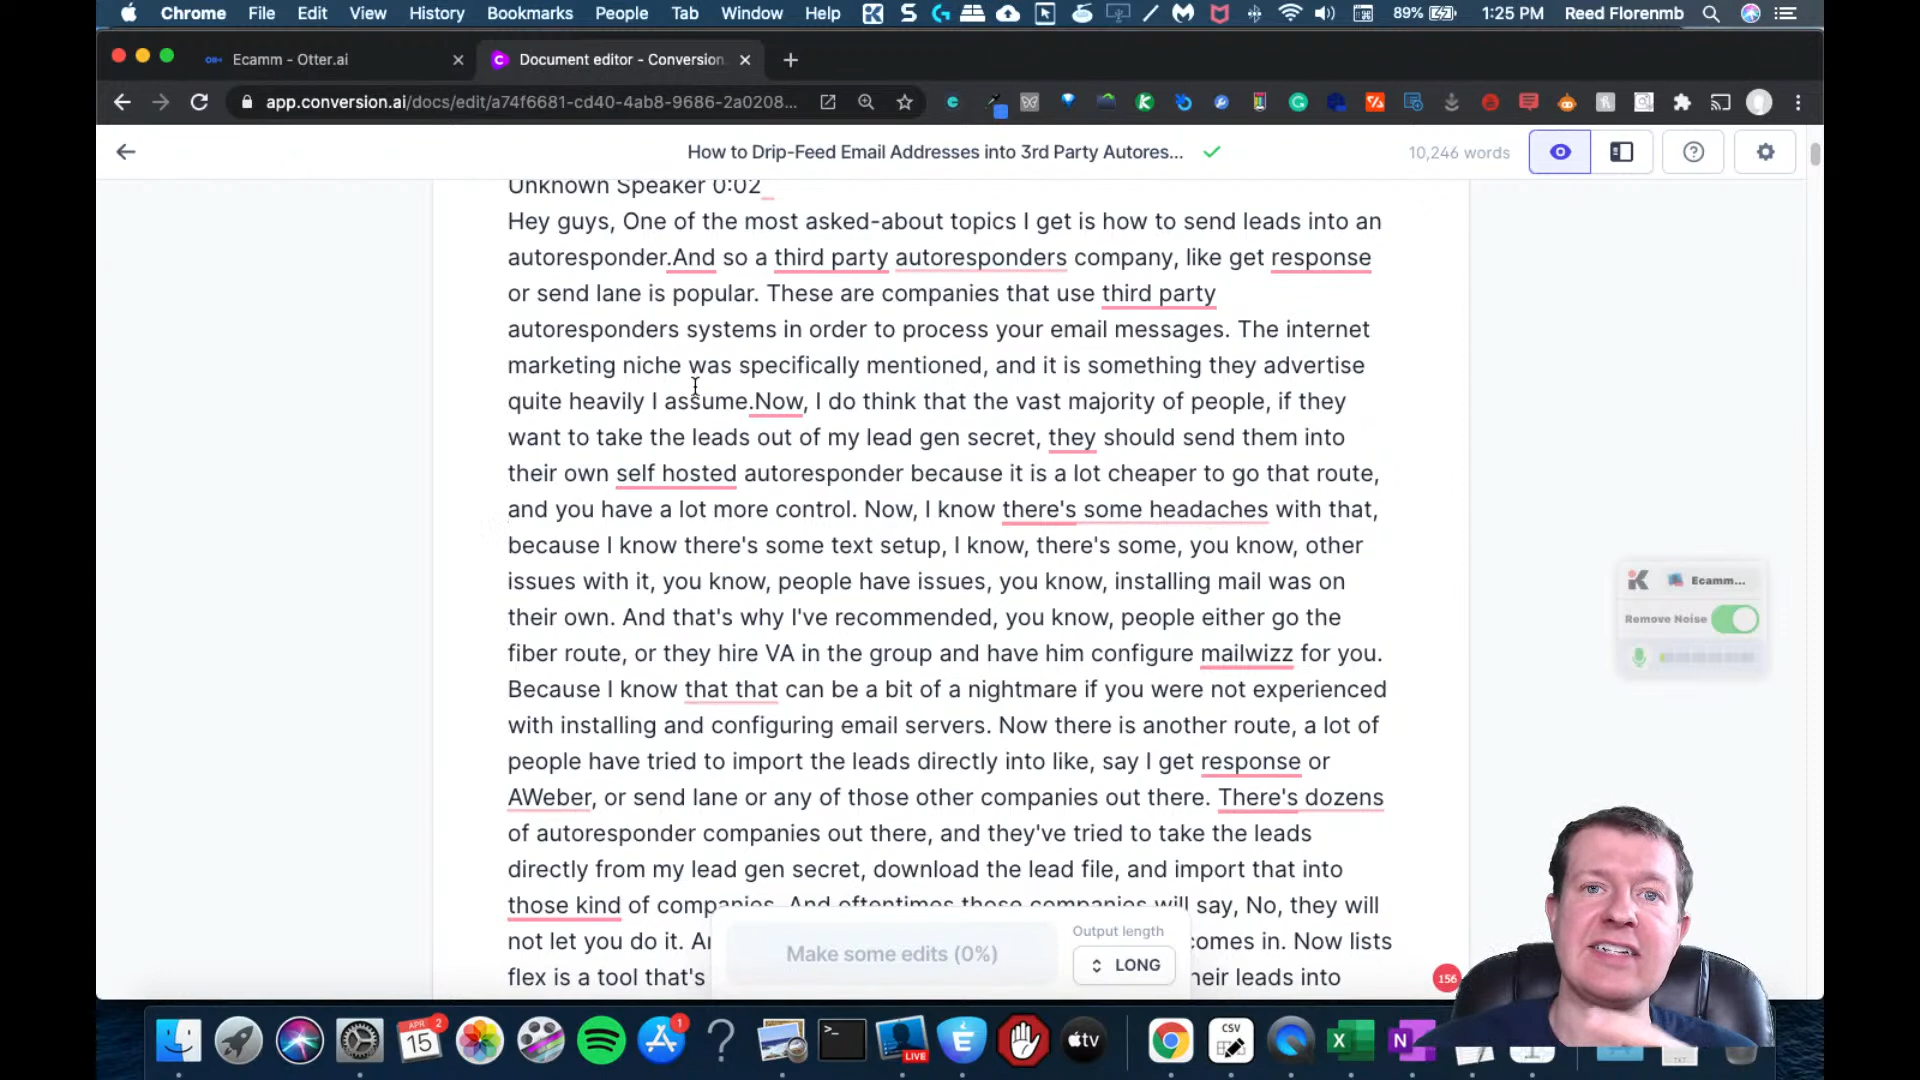 Chrome File Edit View History Bookmarks People Tab Window Help 89% 1:25 PM Reed Florenmb
Ecamm - Otter.ai
Document editor - Conversion
app.conversion.ai/docs/edit/a74f6681-cd40-4ab8-9686-2a0208...
How to Drip-Feed Email Addresses into 3rd Party Autores...
10,246 words
Unknown Speaker 0:02
Hey guys, One of the most asked-about topics I get is how to send leads into an
autoresponder.And so a third party autoresponders company, like get response
or send lane is popular. These are companies that use third party
autoresponders systems in order to process your email messages. The internet
marketing niche was specifically mentioned, and it is something they advertise
quite heavily I assume.Now, I do think that the vast majority of people, if they
want to take the leads out of my lead gen secret, they should send them into
their own self hosted autoresponder because it is a lot cheaper to go that route,
and you have a lot more control. Now, I know there's some headaches with that,
because I know there's some text setup, I know, there's some, you know, other
issues with it, you know, people have issues, you know, installing mail was on
their own. And that's why I've recommended, you know, people either go the
fiber route, or they hire VA in the group and have him configure mailwizz for you.
Because I know that that can be a bit of a nightmare if you were not experienced
with installing and configuring email servers. Now there is another route, a lot of
people have tried to import the leads directly into like, say I get response or
AWeber, or send lane or any of those other companies out there. There's dozens
of autoresponder companies out there, and they've tried to take the leads
directly from my lead gen secret, download the lead file, and import that into
those kind of companies. And oftentimes those companies will say, No, they will
not let you do it. comes in. Now lists
flex is a tool that's their leads into
Make some edits (0%)
Output length
LONG
Ecamm...
Remove Noise
156
APR 2
15
1
LIVE
tv
CSV
TXT